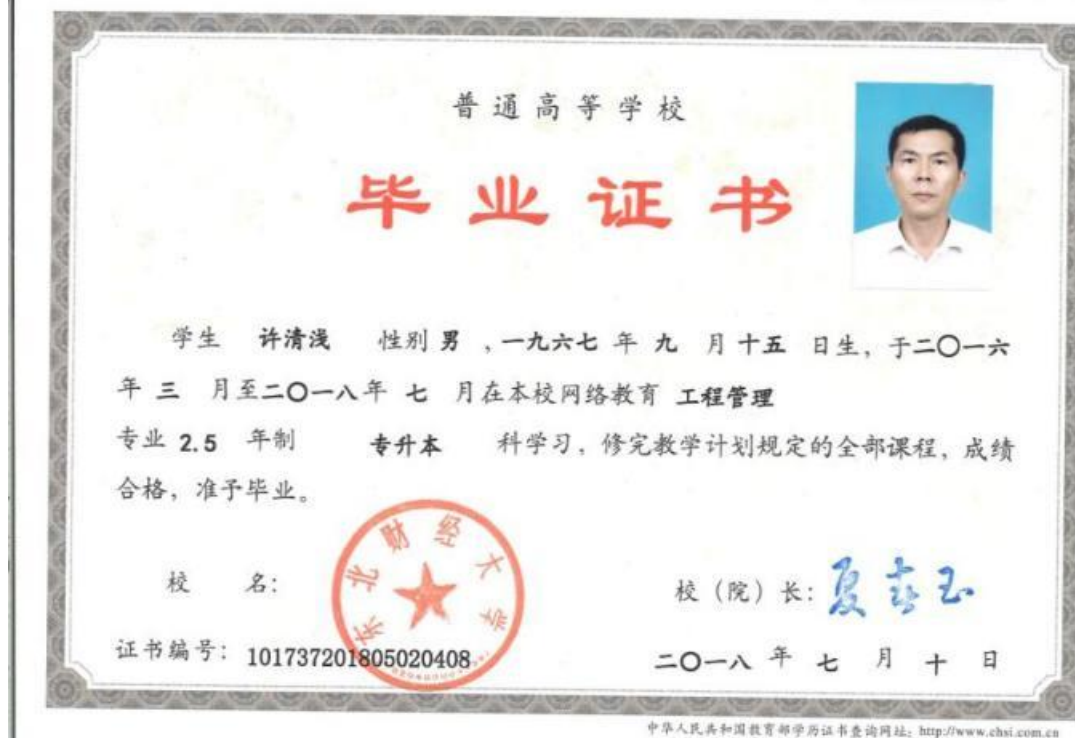 普通高等学校
毕业证书
学生 许清浅 性别 男 ，一九六七 年 九 月 十五 日生，于二〇一六
年 三 月至二〇一八年 七 月在本校网络教育 工程管理
专业 2.5 年制 专升本 科学习，修完教学计划规定的全部课程，成绩
合格，准予毕业。
东北财经大学
校 名：
校（院）长：夏春玉
证书编号：101737201805020408
二〇一八 年 七 月 十 日
中华人民共和国教育部学历证书查询网址：http://www.chsi.com.cn